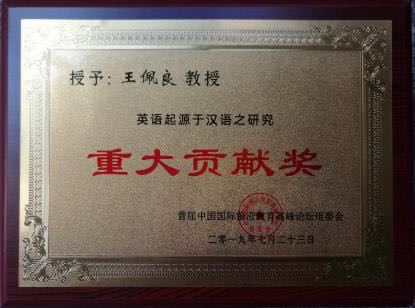 授予：王佩良 教授
英语起源于汉语之研究
重大贡献奖
首届中国国际前沿教育高峰论坛组委会
二零一九年七月二十三日